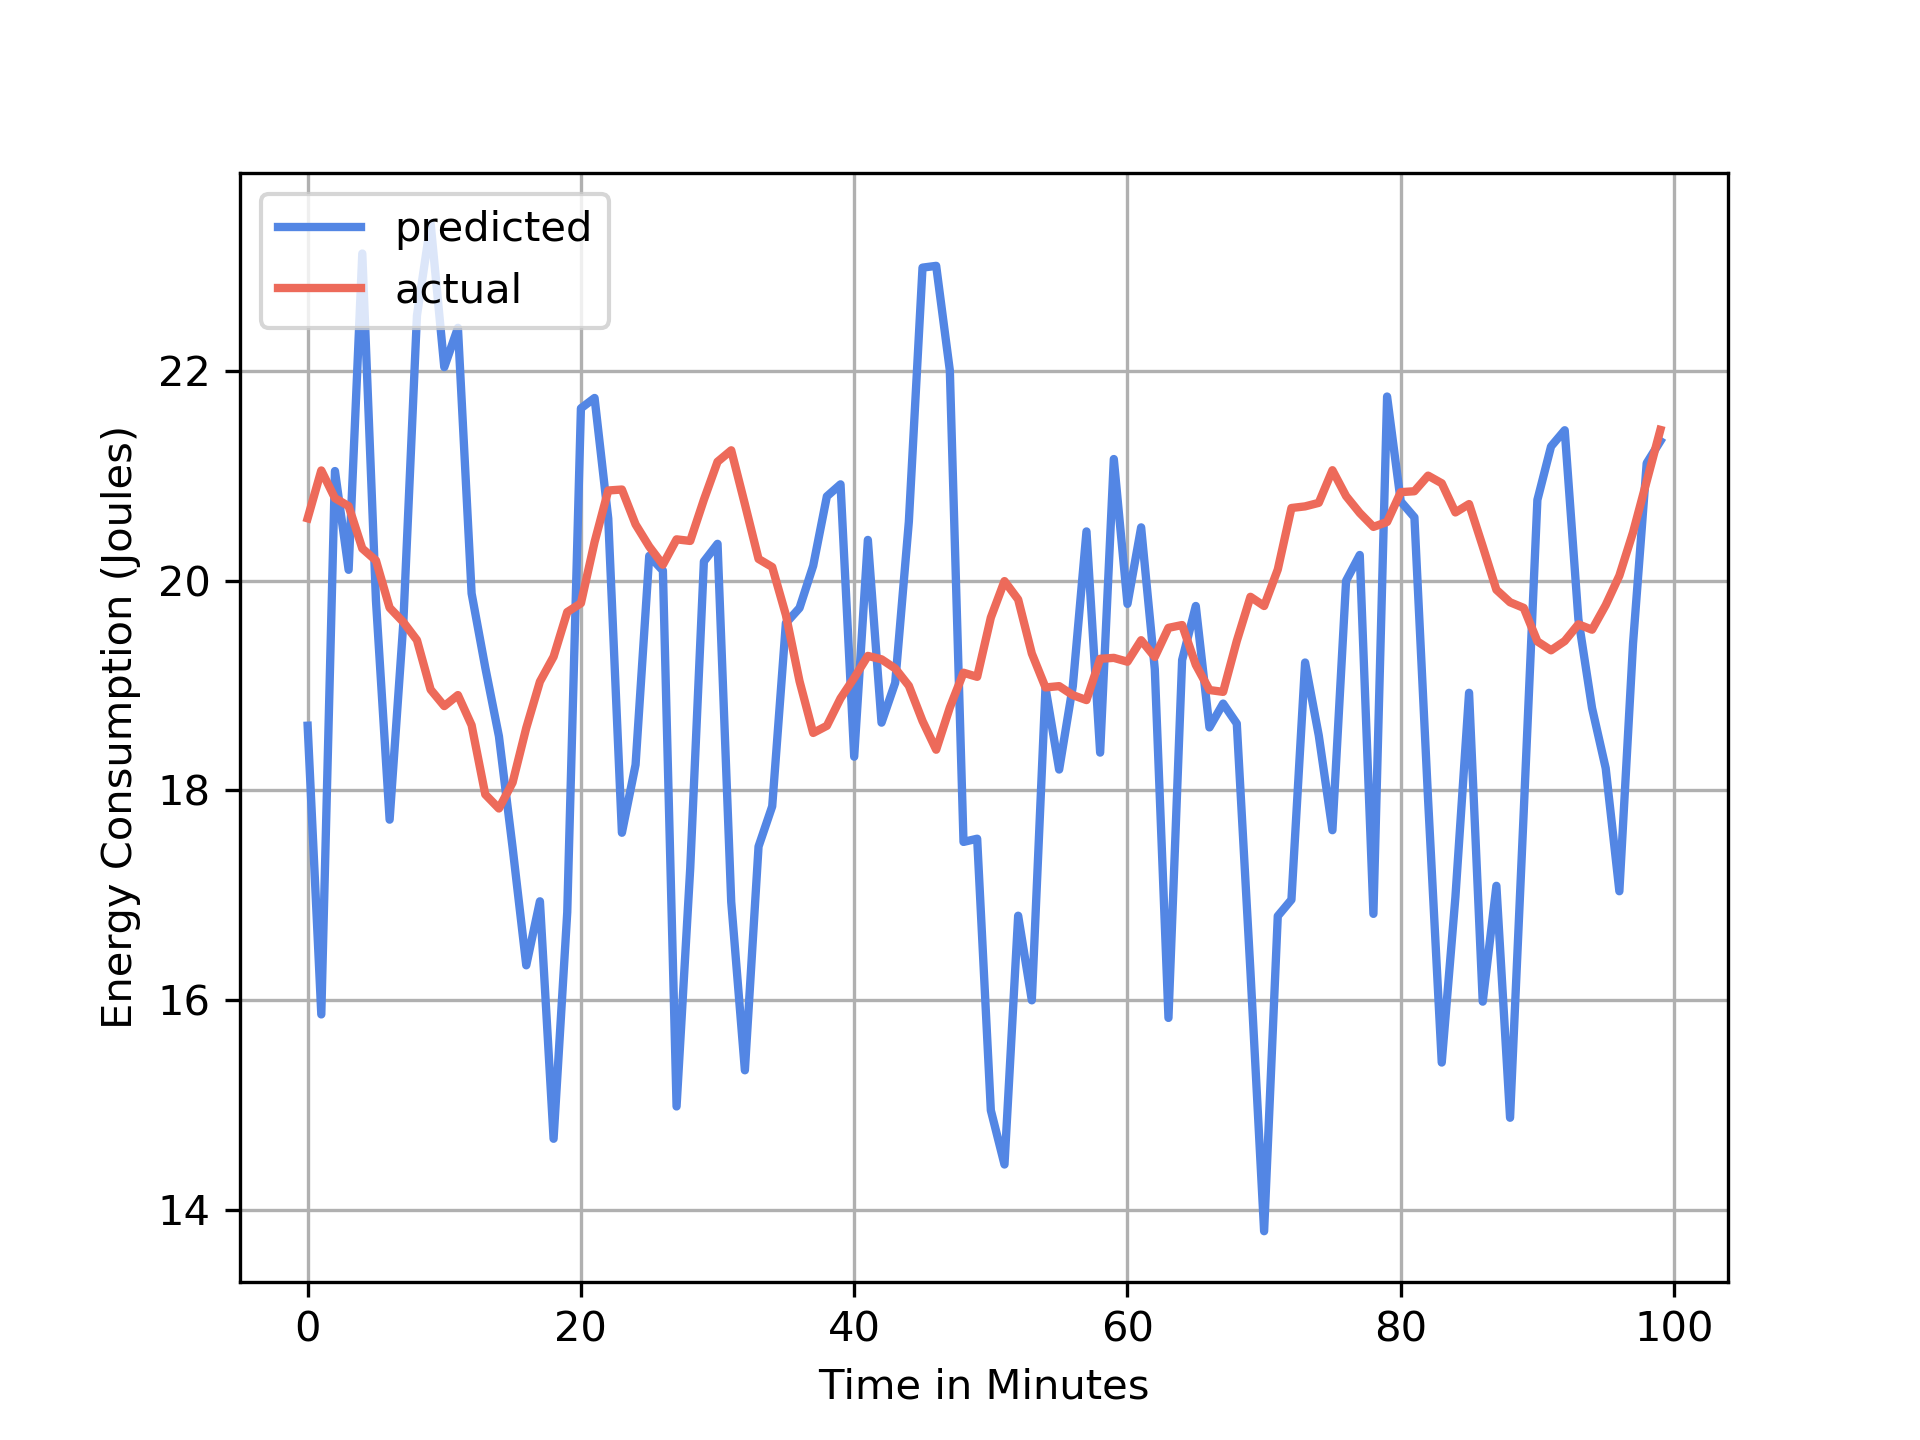 predicted
actual
22
20
18
16
14
Energy Consumption (Joules)
0 20 40 60 80 100
Time in Minutes